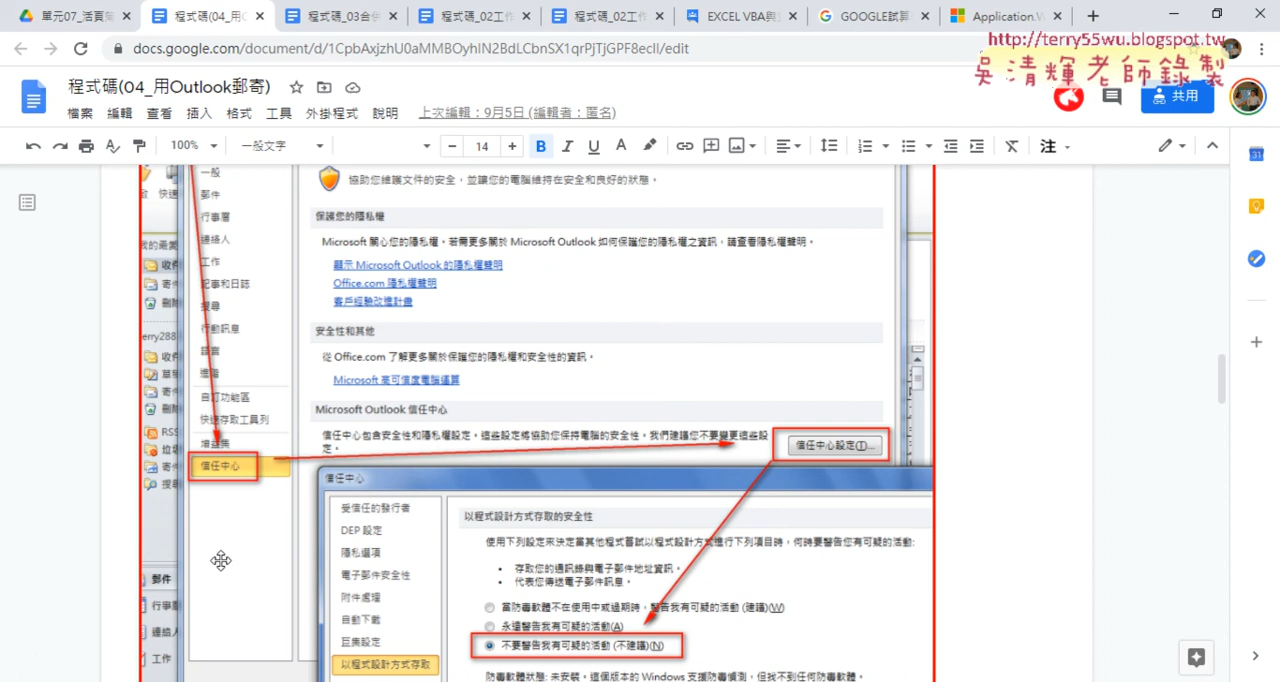 單元07_活頁
程式碼(04_用O
程式碼_03合併
程式碼_02工作
程式碼_02工作
EXCEL VBA與
GOOGLE試算
Application.W
docs.google.com/document/d/1CpbAxjzhU0aMMBOyhIN2BdLCbnSX1qrPjTjGPF8ecII/edit
http://terry55wu.blogspot.tw
吳清輝老師錄製
程式碼(04_用Outlook郵寄)
檔案 編輯 查看 插入 格式 工具 外掛程式 說明 上次編輯：9月5日 (編輯者：匿名)
共用
100% 一般文字 14 B I U A 注
一般
協助您維護文件的安全，並讓您的電腦維持在安全和良好的狀態。
郵件
行事曆
保護您的隱私權
連絡人
Microsoft 關心您的隱私權。若需更多關於 Microsoft Outlook 如何保護您的隱私權之資訊，請查看隱私權聲明。
工作
顯示 Microsoft Outlook 的隱私權聲明
記事和日誌
Office.com 隱私權聲明
搜尋
客戶經驗改進計畫
行動訊息
安全性和其他
語言
從 Office.com 了解更多關於保護您的隱私權和安全性的資訊。
進階
Microsoft 高可信度電腦運算
自訂功能區
Microsoft Outlook 信任中心
快速存取工具列
信任中心包含安全性和隱私權設定。這些設定將協助您保持電腦的安全性。我們建議您不要變更這些設定。
信任中心設定(T)...
增益集
信任中心
信任中心
受信任的發行者
以程式設計方式存取的安全性
DEP 設定
使用下列設定來決定當其他程式嘗試以程式設計方式進行下列項目時，何時要警告您有可疑的活動:
隱私選項
• 存取您的通訊錄與電子郵件地址資訊。
電子郵件安全性
• 代表您傳送電子郵件訊息。
附件處理
當防毒軟體不在使用中或過期時，警告我有可疑的活動 (建議)(W)
自動下載
永遠警告我有可疑的活動(A)
巨集設定
不要警告我有可疑的活動 (不建議)(N)
以程式設計方式存取
防毒軟體狀態: 未安裝。這個版本的 Windows 支援防毒偵測，但找不到任何防毒軟體。
郵件
連絡人
工作